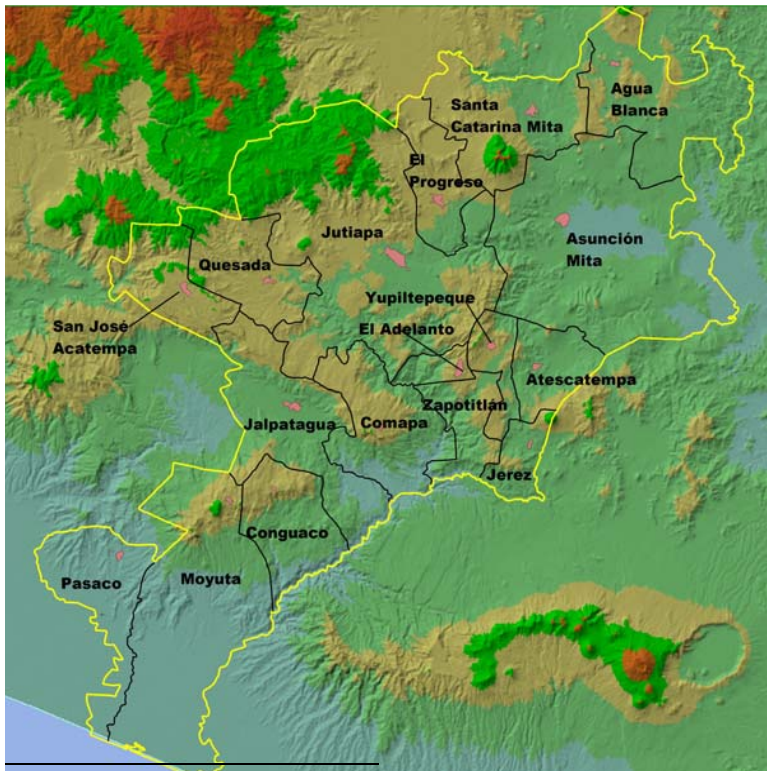 Santa
Catarina Mita
Agua
Blanca
El
Progreso
Jutiapa
Asunción
Mita
Quesada
Yupiltepeque
El Adelanto
San José
Acatempa
Atescatempa
Zapotitlán
Jalpatagua
Comapa
Jerez
Conguaco
Pasaco
Moyuta